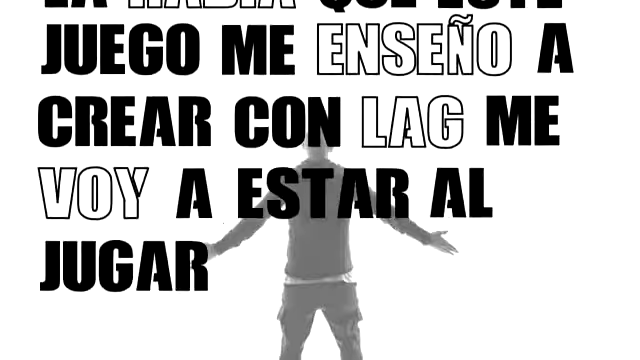 LA RABIA QUE ESTE
JUEGO ME ENSEÑO A
CREAR CON LAG ME
VOY A ESTAR AL
JUGAR